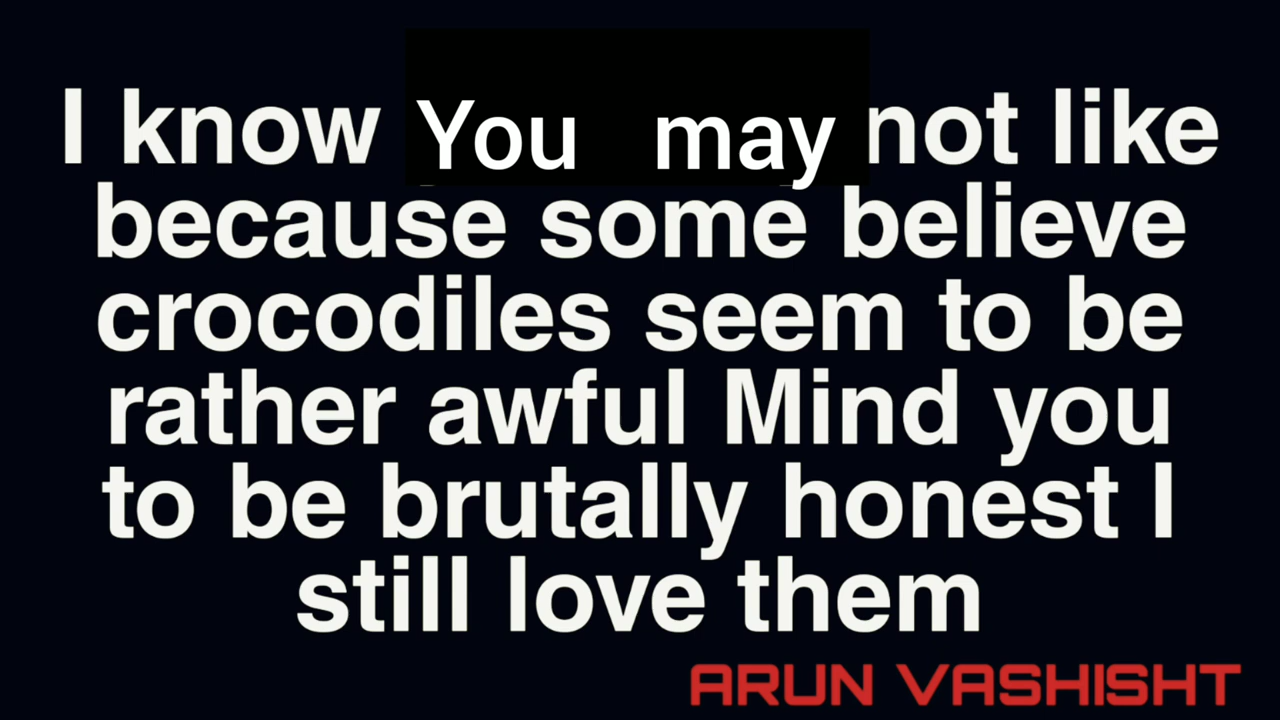 I know You may not like
because some believe
crocodiles seem to be
rather awful Mind you
to be brutally honest I
still love them
ARUN VASHISHT